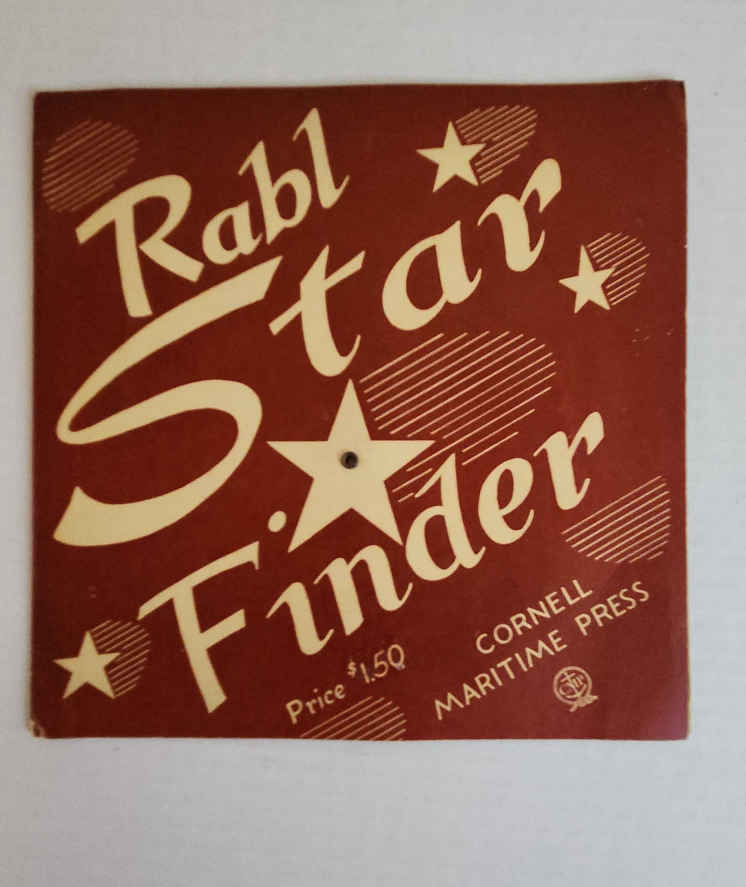 Rabl
Star
Finder
Price $1.50
CORNELL
MARITIME PRESS